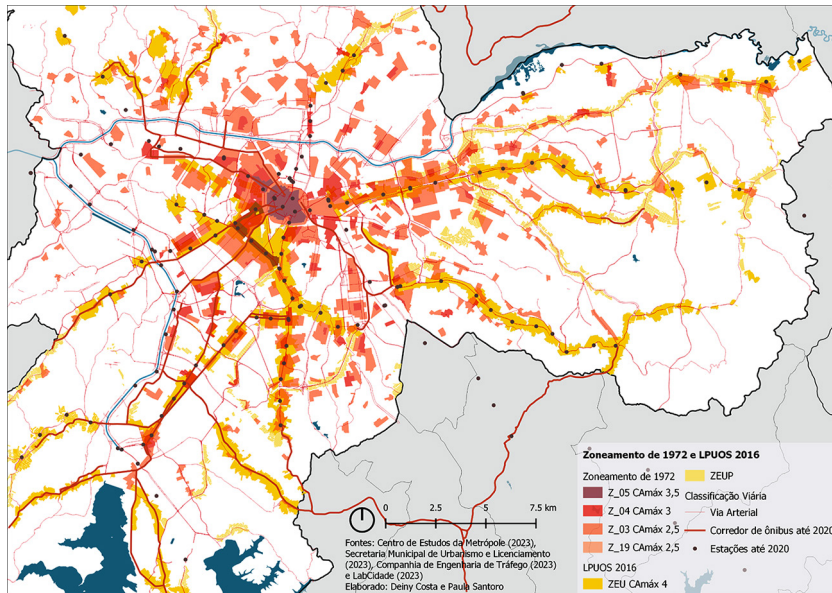 Zoneamento de 1972 e LPUOS 2016
Zoneamento de 1972
Z_05 CAmáx 3,5
Z_04 CAmáx 3
Z_03 CAmáx 2,5
Z_19 CAmáx 2,5
LPUOS 2016
ZEU CAmáx 4
ZEUP
Classificação Viária
Via Arterial
Corredor de ônibus até 2020
Estações até 2020
0 2.5 5 7.5 km
Fontes: Centro de Estudos da Metrópole (2023),
Secretaria Municipal de Urbanismo e Licenciamento
(2023), Companhia de Engenharia de Tráfego (2023)
e LabCidade (2023)
Elaborado: Deiny Costa e Paula Santoro